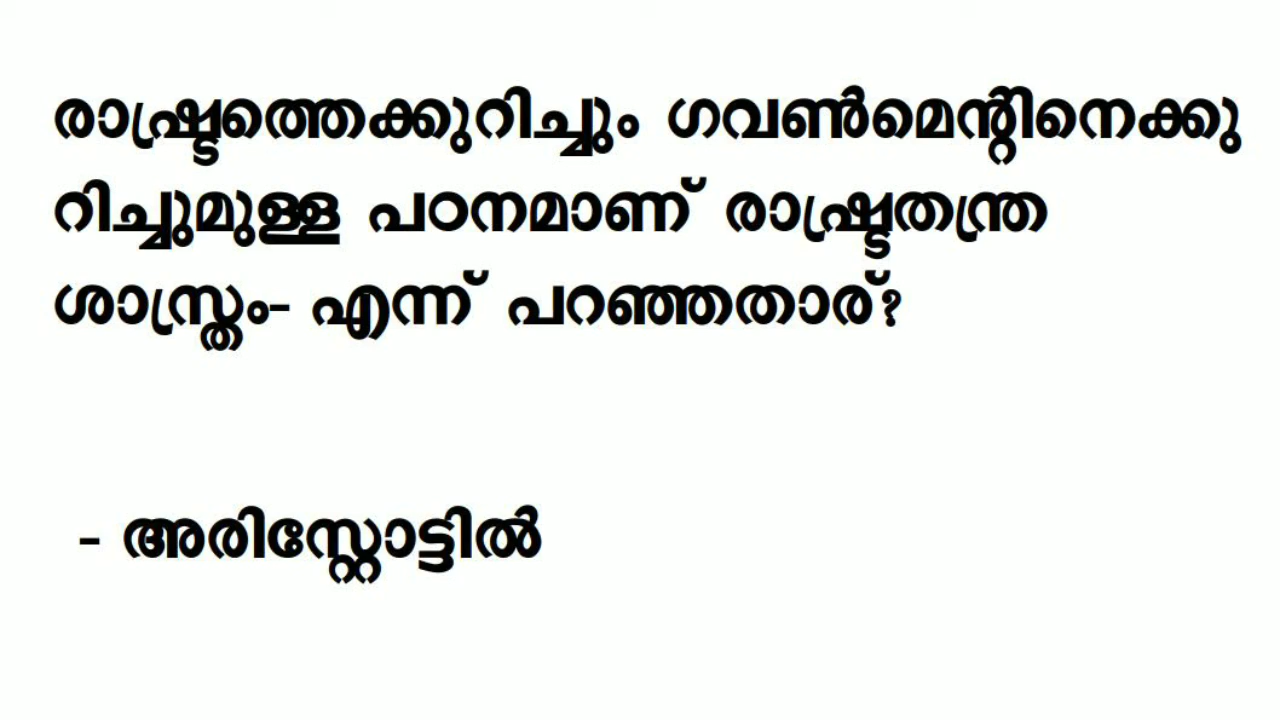 രാഷ്ട്രത്തെക്കുറിച്ചും ഗവൺമെന്റിനെക്കു
റിച്ചുമുള്ള പഠനമാണ് രാഷ്ട്രതന്ത്ര
ശാസ്ത്രം- എന്ന് പറഞ്ഞതാര്?
- അരിസ്റ്റോട്ടിൽ